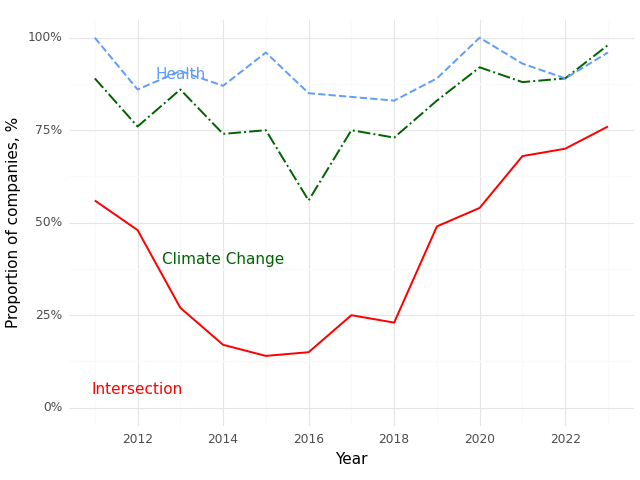 100%
Health
75%
50%
Climate Change
25%
Intersection
0%
2012 2014 2016 2018 2020 2022
Year
Proportion of companies, %